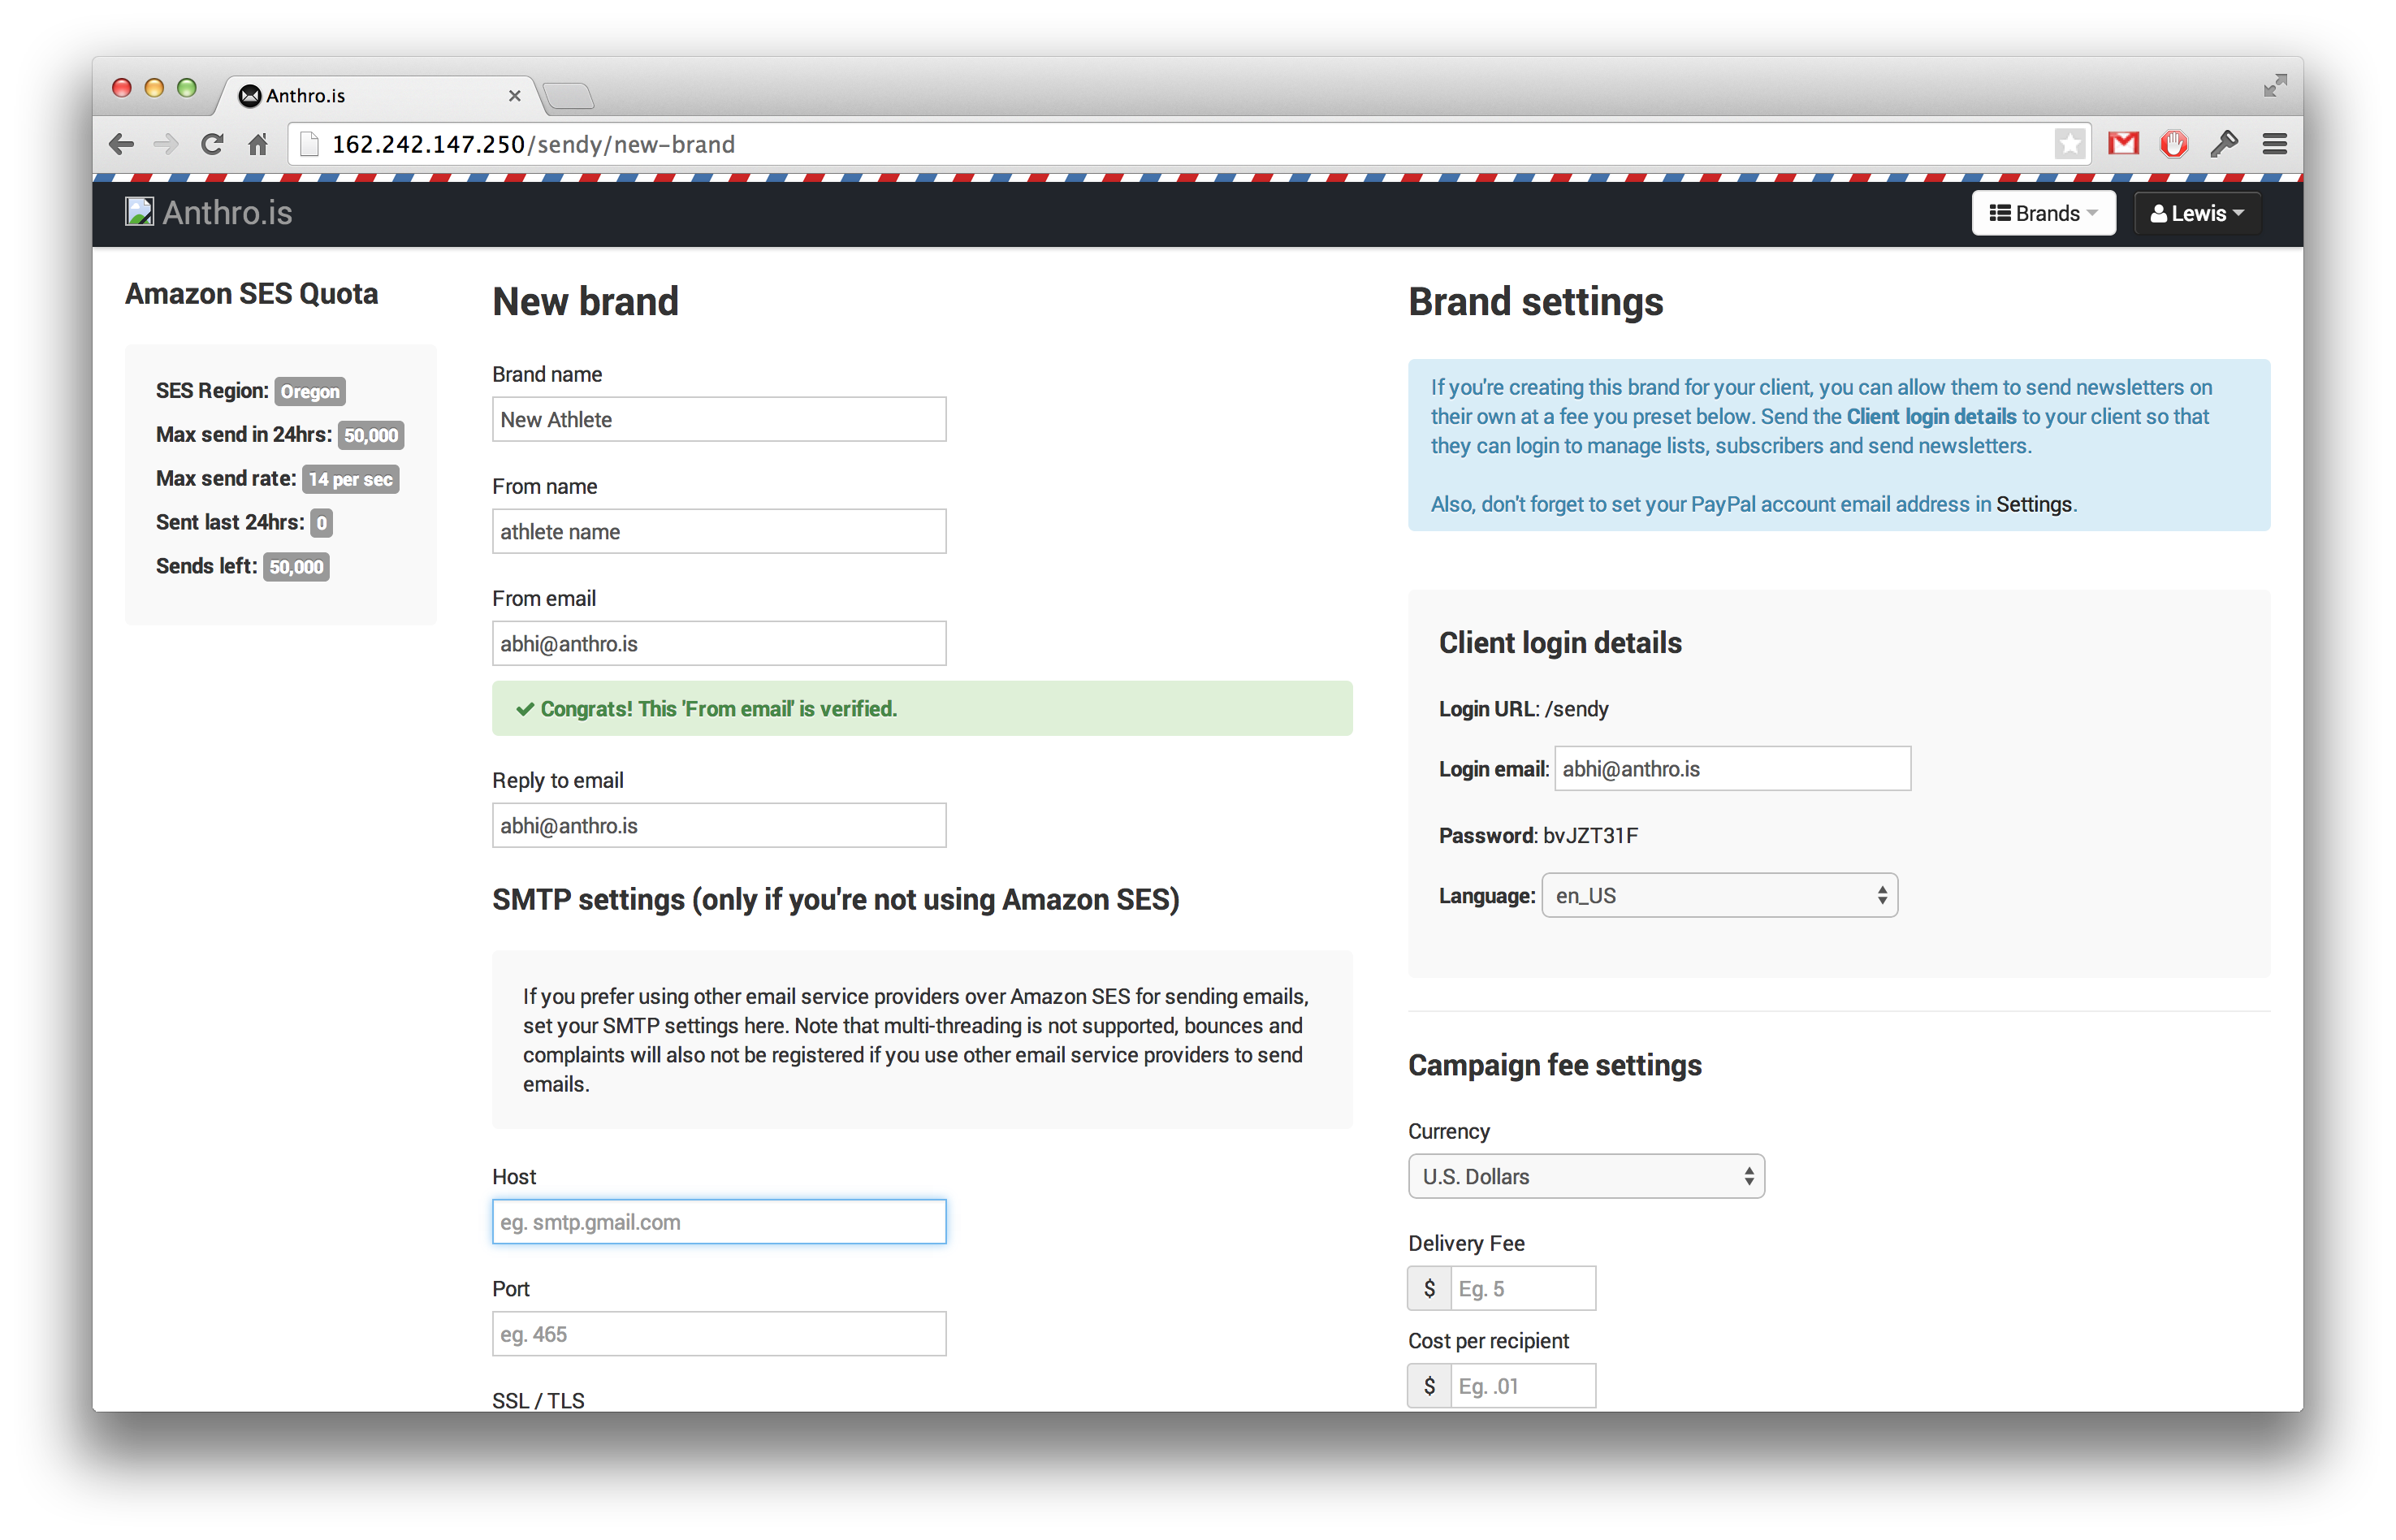 Anthro.is
162.242.147.250/sendy/new-brand
Anthro.is
Brands
Lewis
Amazon SES Quota
SES Region: Oregon
Max send in 24hrs: 50,000
Max send rate: 14 per sec
Sent last 24hrs: 0
Sends left: 50,000
New brand
Brand name
New Athlete
From name
athlete name
From email
abhi@anthro.is
Congrats! This 'From email' is verified.
Reply to email
abhi@anthro.is
SMTP settings (only if you're not using Amazon SES)
If you prefer using other email service providers over Amazon SES for sending emails,
set your SMTP settings here. Note that multi-threading is not supported, bounces and
complaints will also not be registered if you use other email service providers to send
emails.
Host
eg. smtp.gmail.com
Port
eg. 465
SSL / TLS
Brand settings
If you're creating this brand for your client, you can allow them to send newsletters on
their own at a fee you preset below. Send the Client login details to your client so that
they can login to manage lists, subscribers and send newsletters.
Also, don't forget to set your PayPal account email address in Settings.
Client login details
Login URL: /sendy
Login email: abhi@anthro.is
Password: bvJZT31F
Language: en_US
Campaign fee settings
Currency
U.S. Dollars
Delivery Fee
$ Eg. 5
Cost per recipient
$ Eg. .01